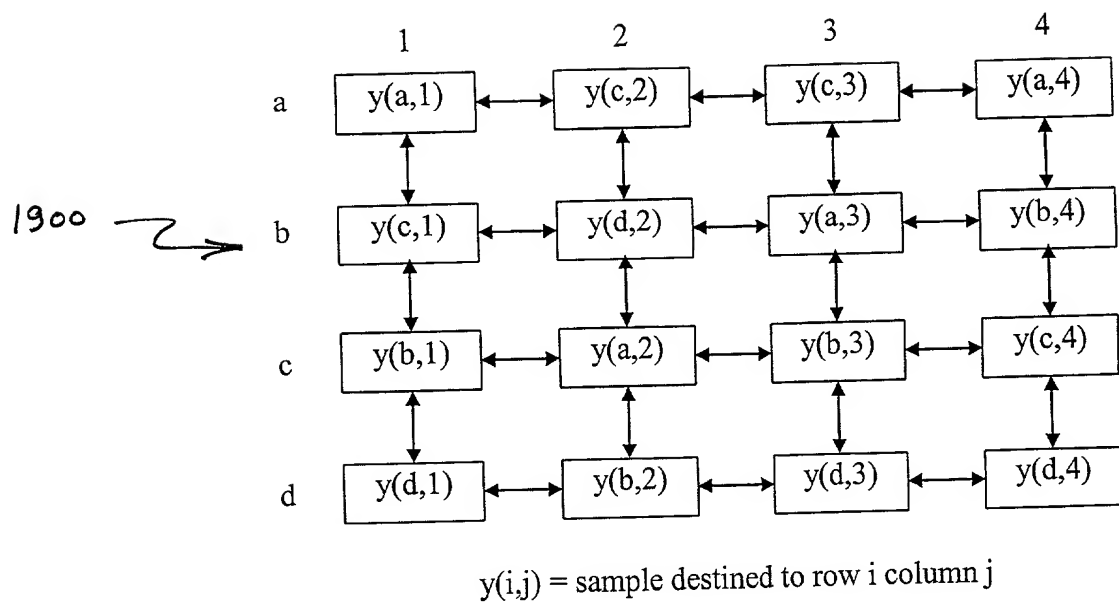 1 2 3 4
a y(a,1) y(c,2) y(c,3) y(a,4)
1900 b y(c,1) y(d,2) y(a,3) y(b,4)
c y(b,1) y(a,2) y(b,3) y(c,4)
d y(d,1) y(b,2) y(d,3) y(d,4)
y(i,j) = sample destined to row i column j